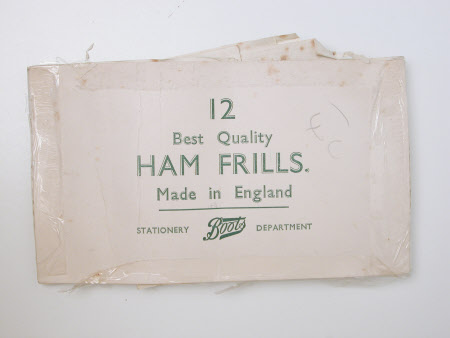 12
Best Quality
HAM FRILLS.
Made in England
STATIONERY Boots DEPARTMENT